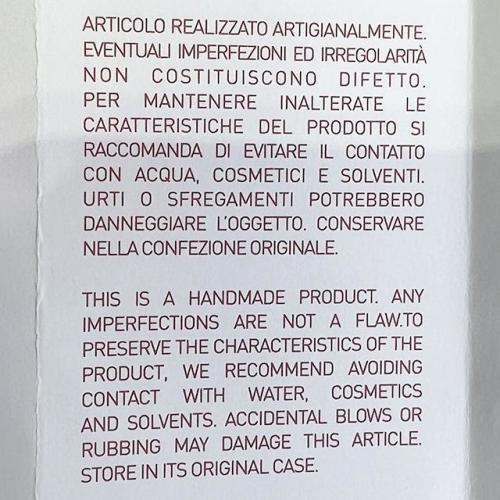 ARTICOLO REALIZZATO ARTIGIANALMENTE.
EVENTUALI IMPERFEZIONI ED IRREGOLARITÀ
NON COSTITUISCONO DIFETTO.
PER MANTENERE INALTERATE LE
CARATTERISTICHE DEL PRODOTTO SI
RACCOMANDA DI EVITARE IL CONTATTO
CON ACQUA, COSMETICI E SOLVENTI.
URTI O SFREGAMENTI POTREBBERO
DANNEGGIARE L'OGGETTO. CONSERVARE
NELLA CONFEZIONE ORIGINALE.
THIS IS A HANDMADE PRODUCT. ANY
IMPERFECTIONS ARE NOT A FLAW.TO
PRESERVE THE CHARACTERISTICS OF THE
PRODUCT, WE RECOMMEND AVOIDING
CONTACT WITH WATER, COSMETICS
AND SOLVENTS. ACCIDENTAL BLOWS OR
RUBBING MAY DAMAGE THIS ARTICLE.
STORE IN ITS ORIGINAL CASE.